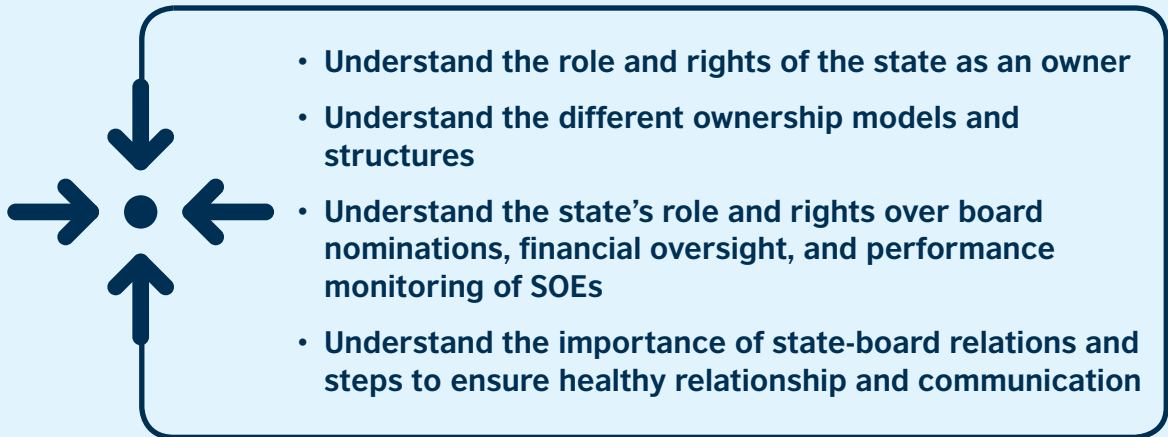 • Understand the role and rights of the state as an owner
• Understand the different ownership models and
structures
• Understand the state’s role and rights over board
nominations, financial oversight, and performance
monitoring of SOEs
• Understand the importance of state-board relations and
steps to ensure healthy relationship and communication